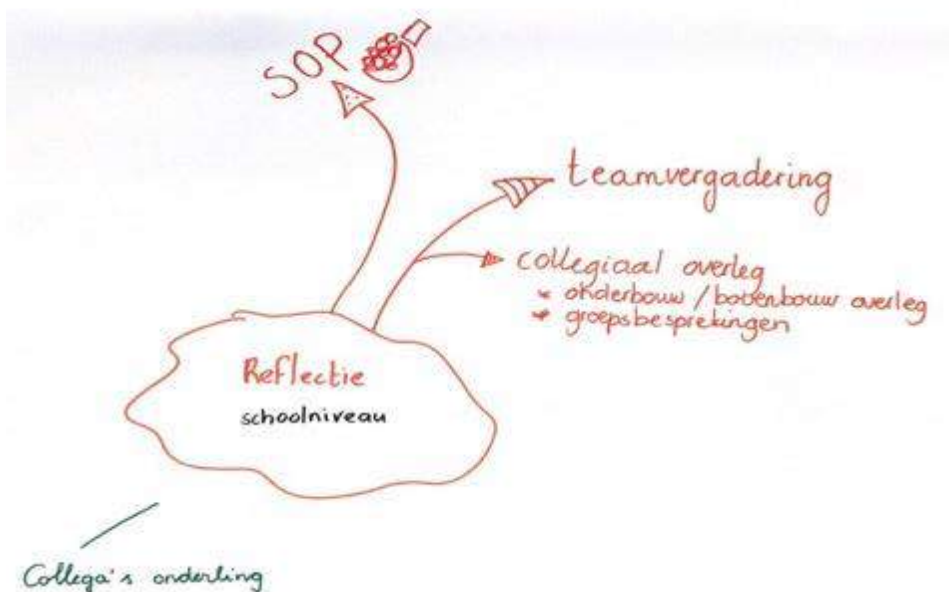 SOP
teamvergadering
collegiaal overleg
onderbouw / bovenbouw overleg
groepsbesprekingen
Reflectie
schoolniveau
Collega's onderling